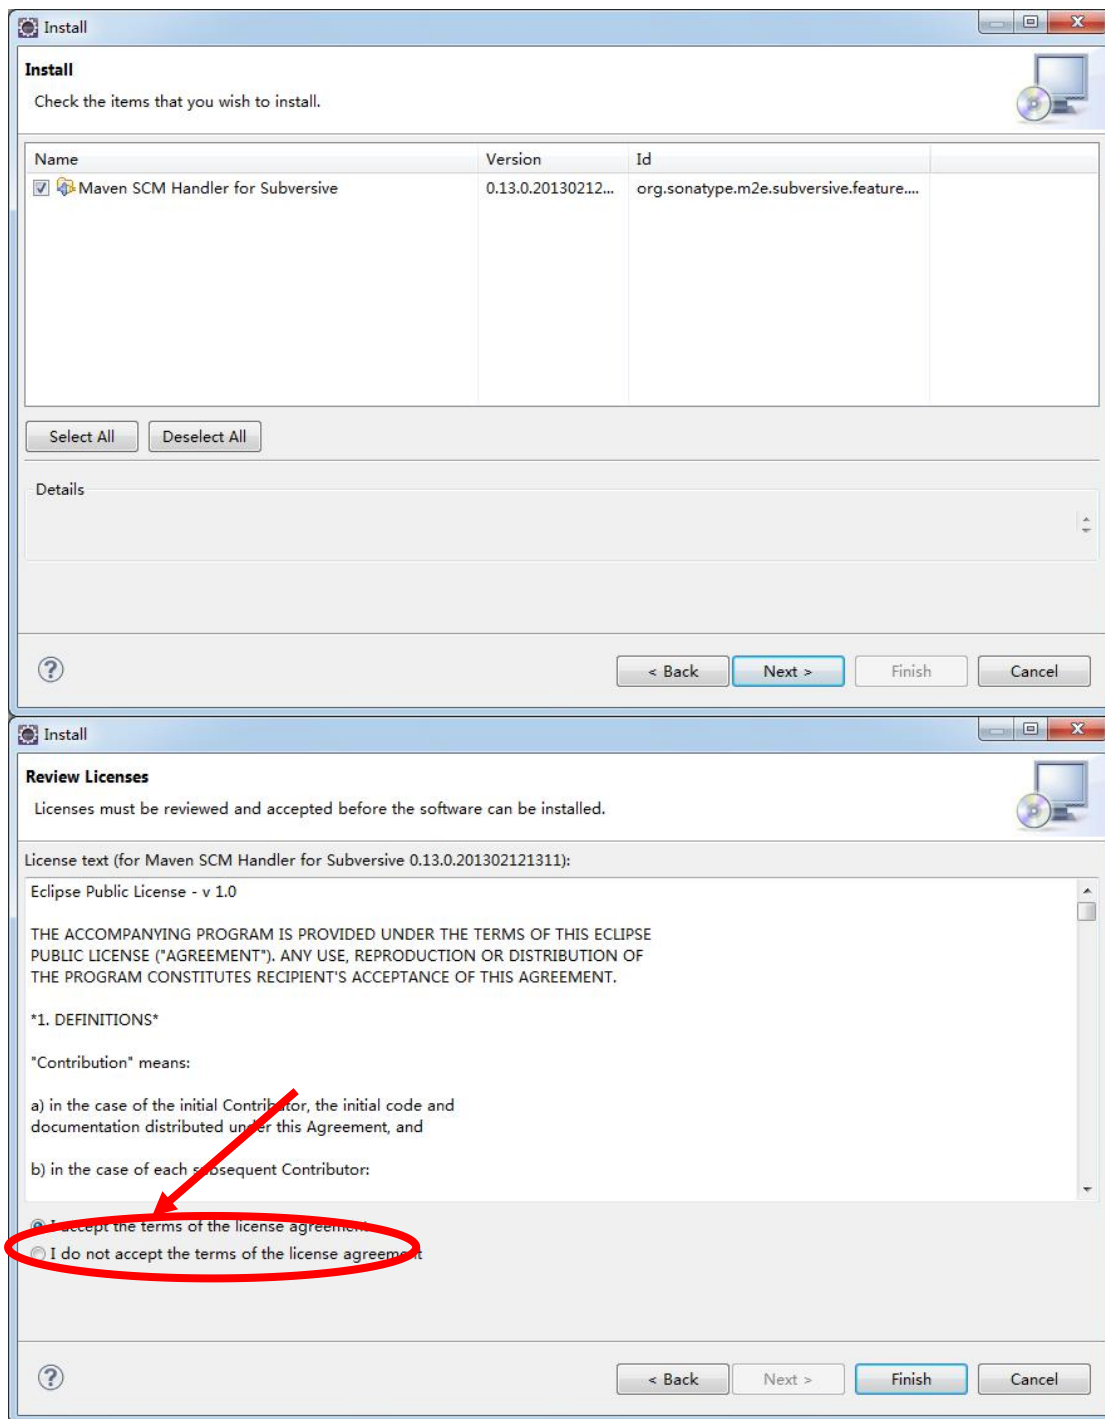 Install
Install
Check the items that you wish to install.
Name Version Id
Maven SCM Handler for Subversive 0.13.0.20130212... org.sonatype.m2e.subversive.feature....
Select All Deselect All
Details
< Back Next > Finish Cancel
Install
Review Licenses
Licenses must be reviewed and accepted before the software can be installed.
License text (for Maven SCM Handler for Subversive 0.13.0.201302121311):
Eclipse Public License - v 1.0
THE ACCOMPANYING PROGRAM IS PROVIDED UNDER THE TERMS OF THIS ECLIPSE
PUBLIC LICENSE ("AGREEMENT"). ANY USE, REPRODUCTION OR DISTRIBUTION OF
THE PROGRAM CONSTITUTES RECIPIENT'S ACCEPTANCE OF THIS AGREEMENT.
*1. DEFINITIONS*
"Contribution" means:
a) in the case of the initial Contributor, the initial code and
documentation distributed under this Agreement, and
b) in the case of each subsequent Contributor:
I accept the terms of the license agreement
I do not accept the terms of the license agreement
< Back Next > Finish Cancel